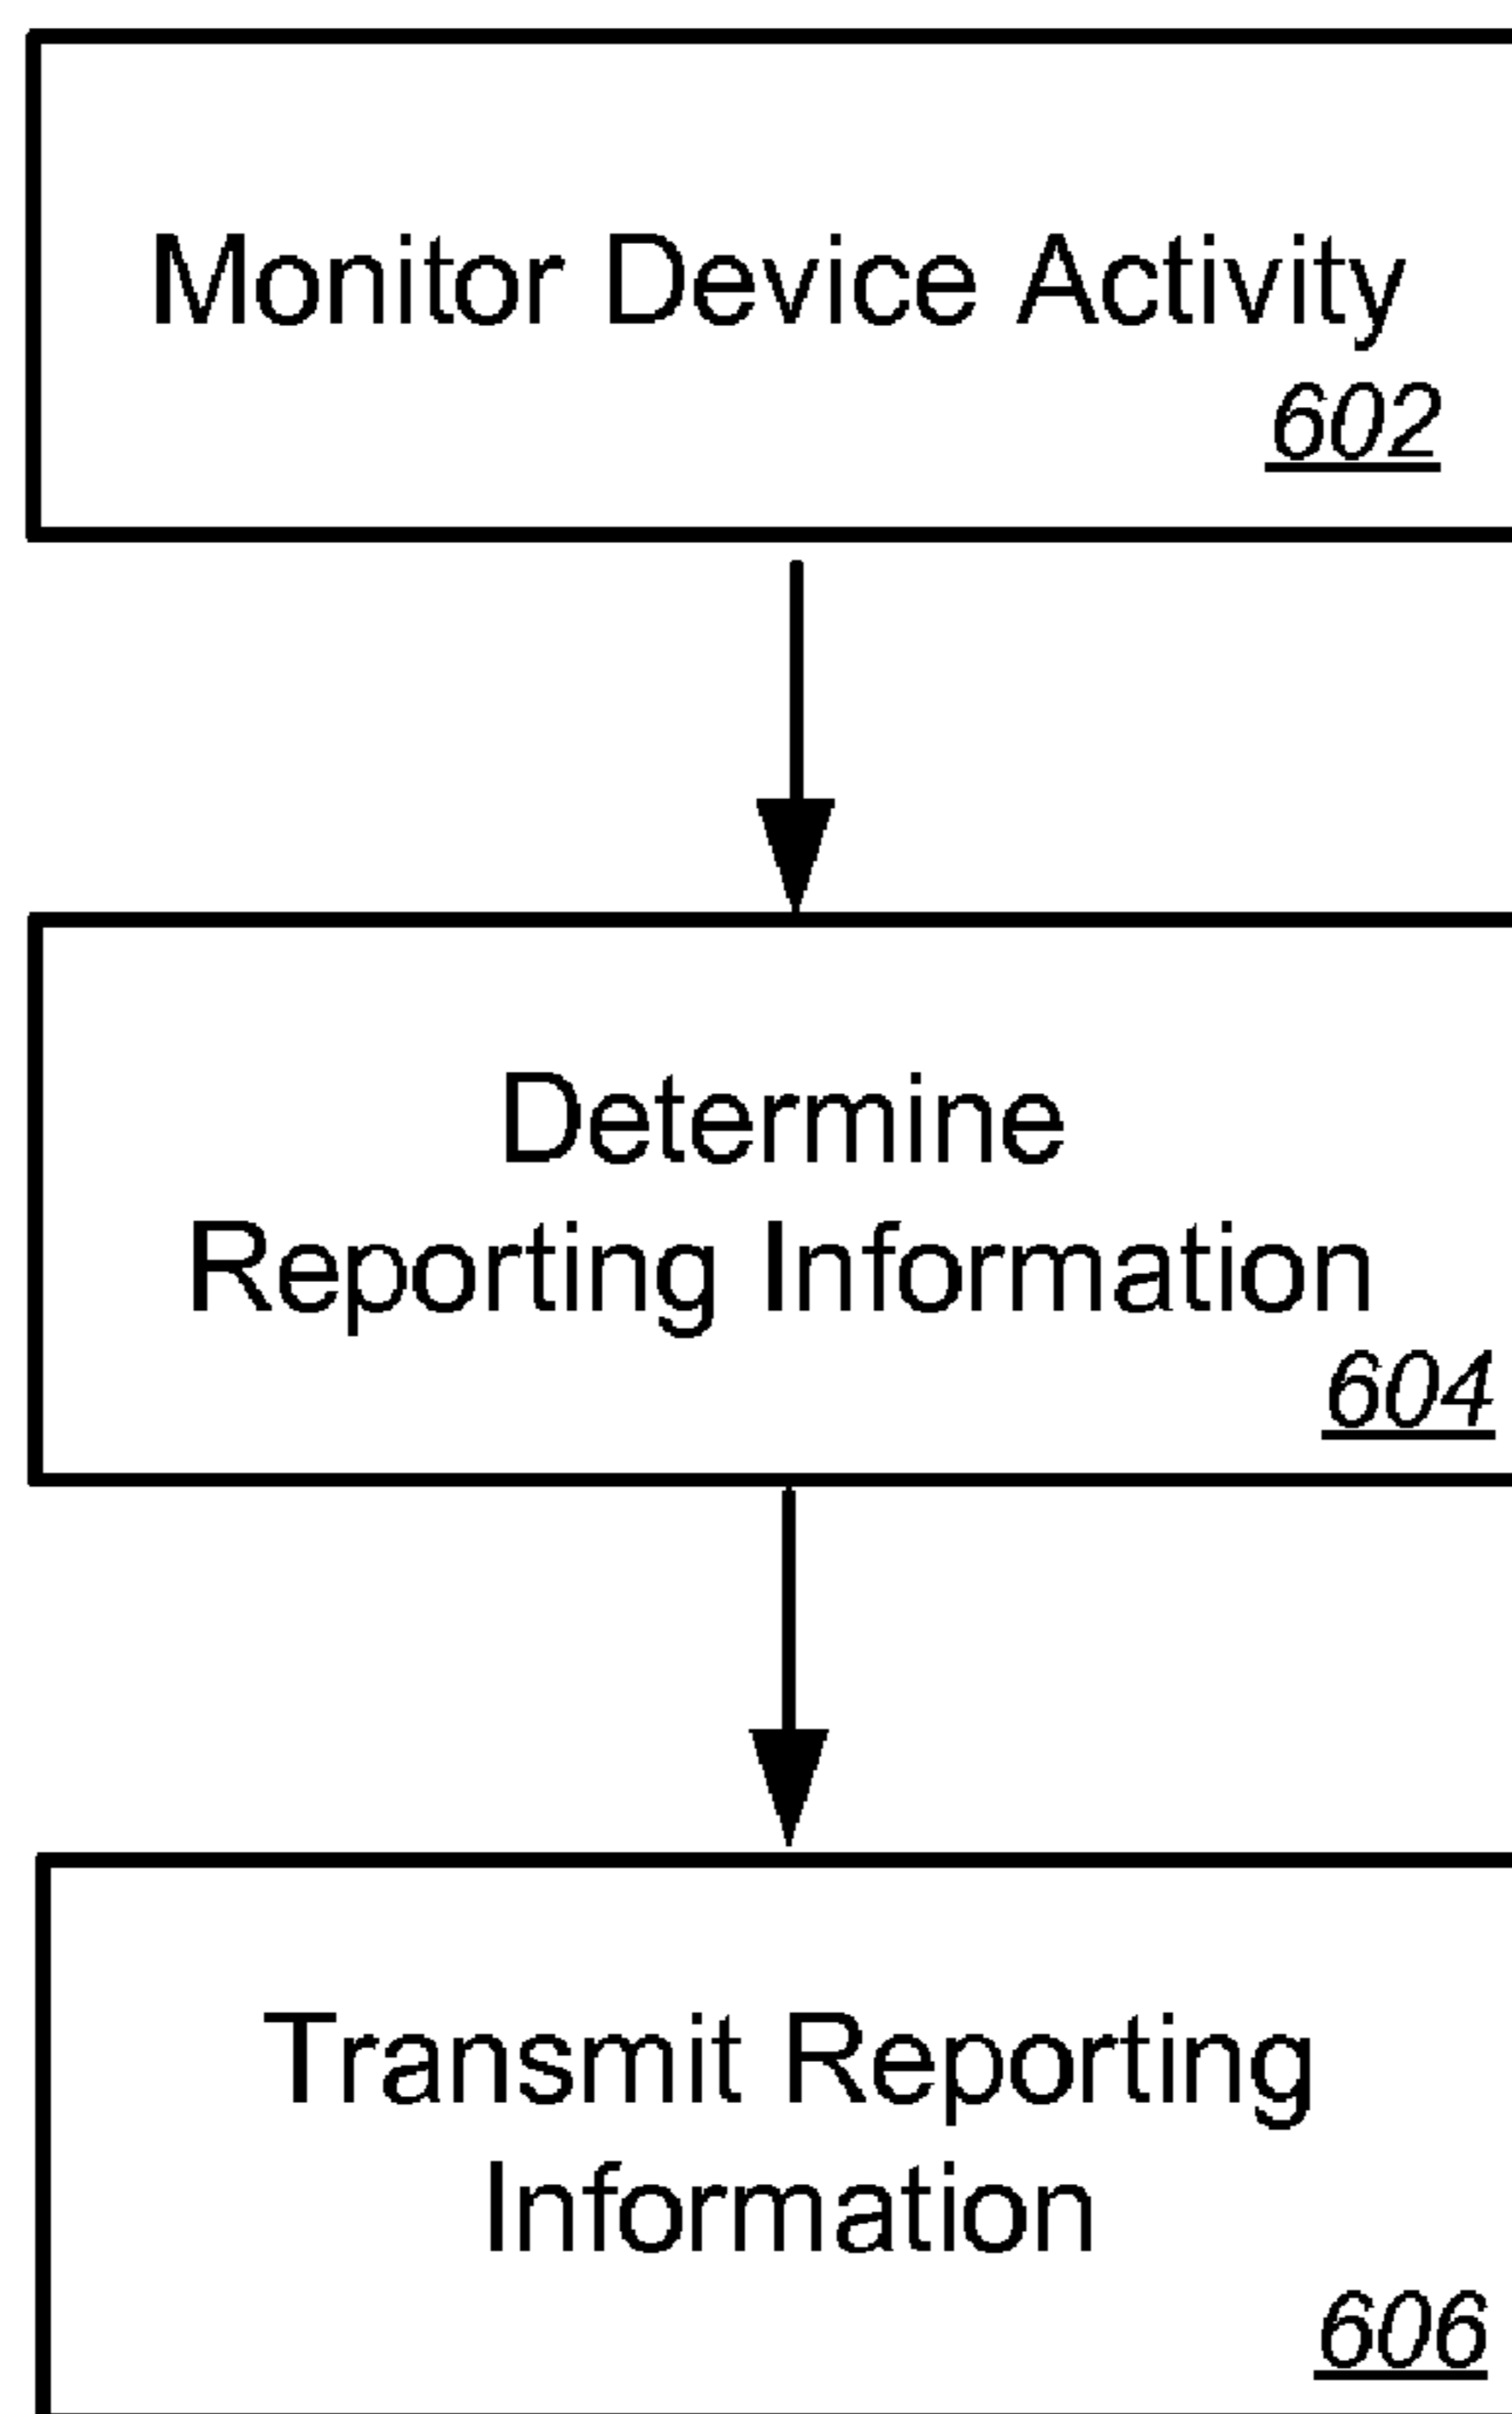 Monitor Device Activity
602
Determine
Reporting Information
604
Transmit Reporting
Information
606